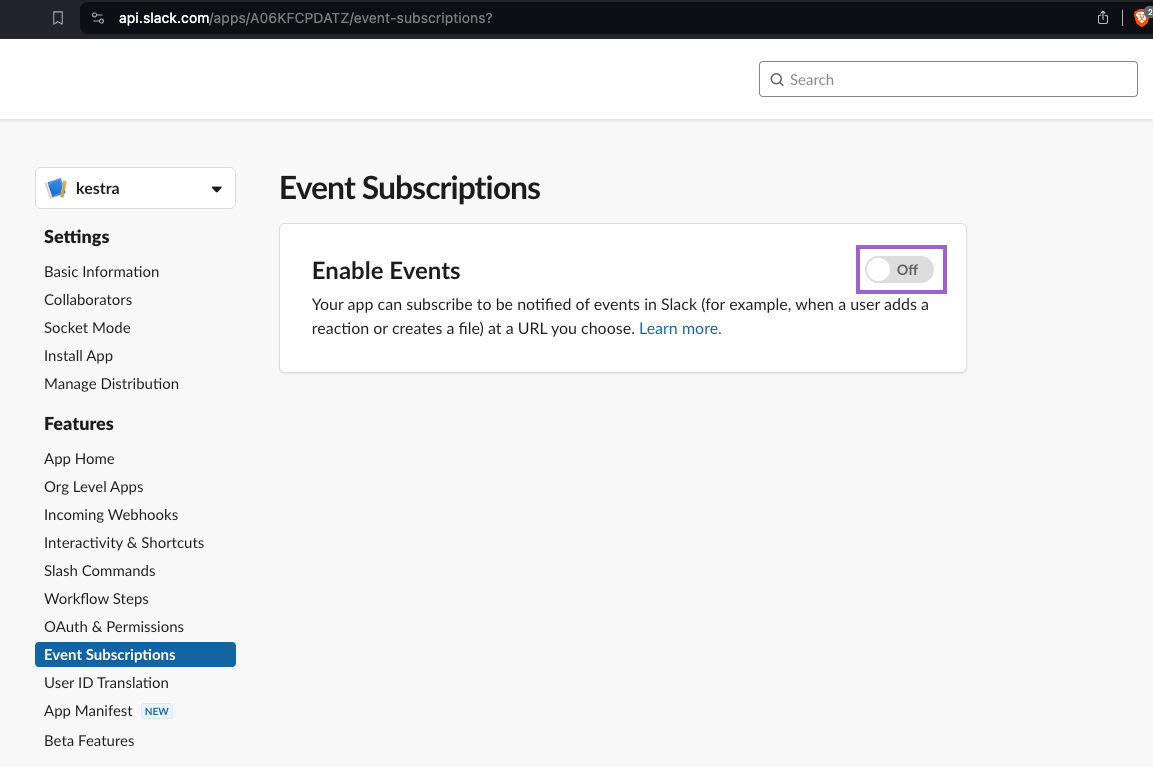 api.slack.com/apps/A06KFCPDATZ/event-subscriptions?
2
Search
kestra
Settings
Basic Information
Collaborators
Socket Mode
Install App
Manage Distribution
Features
App Home
Org Level Apps
Incoming Webhooks
Interactivity & Shortcuts
Slash Commands
Workflow Steps
OAuth & Permissions
Event Subscriptions
User ID Translation
App Manifest NEW
Beta Features
Event Subscriptions
Enable Events
Off
Your app can subscribe to be notified of events in Slack (for example, when a user adds a
reaction or creates a file) at a URL you choose. Learn more.